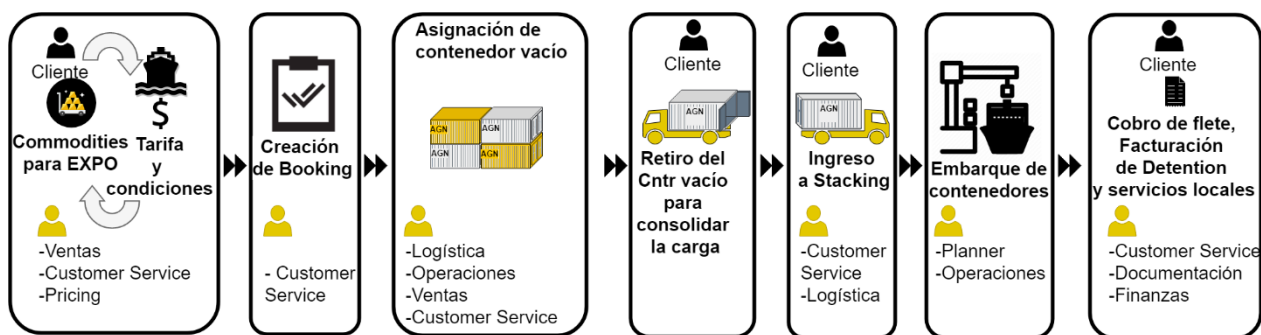 Cliente
Commodities
para EXPO
Tarifa
y
condiciones
-Ventas
-Customer Service
-Pricing
Creación
de Booking
- Customer
Service
Asignación de
contenedor vacío
AGN
AGN
AGN
AGN
-Logística
-Operaciones
-Ventas
-Customer Service
Cliente
AGN
Retiro del
Cntr vacío
para
consolidar
la carga
Cliente
AGN
Ingreso
a Stacking
-Customer
Service
-Logística
Embarque de
contenedores
-Planner
-Operaciones
Cliente
Cobro de flete,
Facturación
de Detention
y servicios locales
-Customer Service
-Documentación
-Finanzas